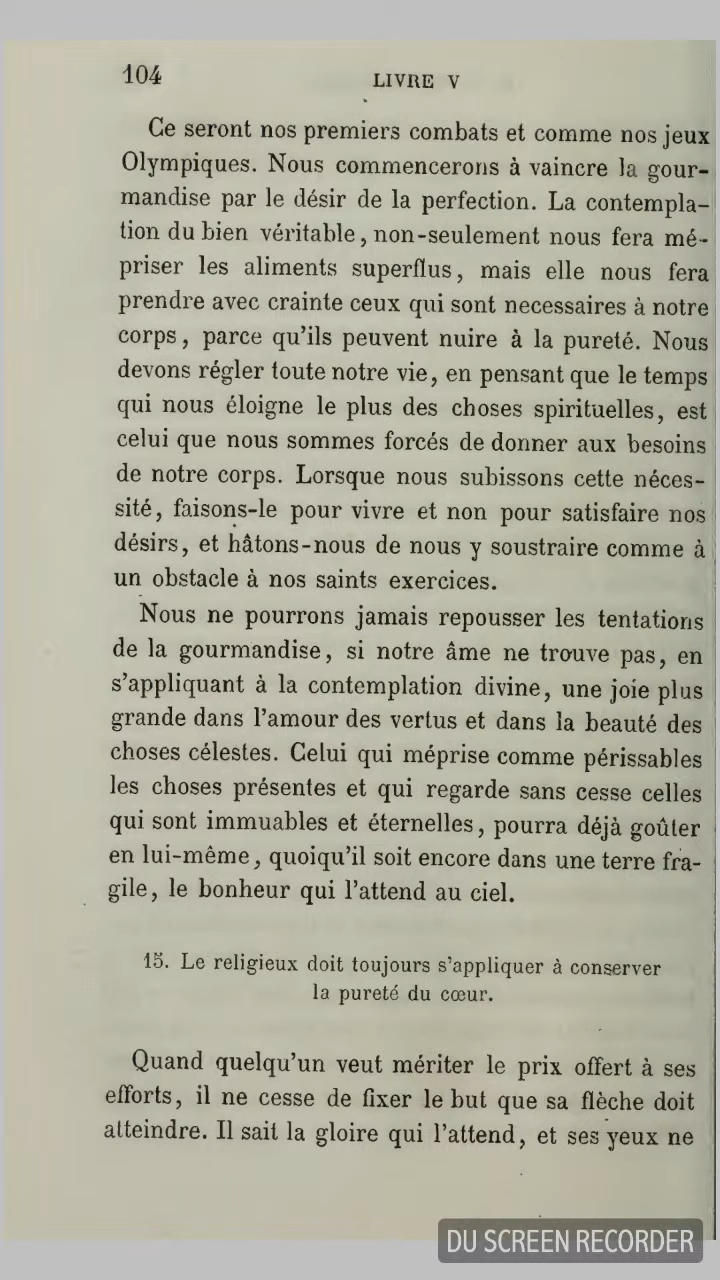 104
LIVRE V
Ce seront nos premiers combats et comme nos jeux
Olympiques. Nous commencerons à vaincre la gour-
mandise par le désir de la perfection. La contempla-
tion du bien véritable, non-seulement nous fera mé-
priser les aliments superflus, mais elle nous fera
prendre avec crainte ceux qui sont necessaires à notre
corps, parce qu'ils peuvent nuire à la pureté. Nous
devons régler toute notre vie, en pensant que le temps
qui nous éloigne le plus des choses spirituelles, est
celui que nous sommes forcés de donner aux besoins
de notre corps. Lorsque nous subissons cette néces-
sité, faisons-le pour vivre et non pour satisfaire nos
désirs, et hâtons-nous de nous y soustraire comme à
un obstacle à nos saints exercices.
Nous ne pourrons jamais repousser les tentations
de la gourmandise, si notre âme ne trouve pas, en
s'appliquant à la contemplation divine, une joie plus
grande dans l'amour des vertus et dans la beauté des
choses célestes. Celui qui méprise comme périssables
les choses présentes et qui regarde sans cesse celles
qui sont immuables et éternelles, pourra déjà goûter
en lui-même, quoiqu'il soit encore dans une terre fra-
gile, le bonheur qui l'attend au ciel.
15. Le religieux doit toujours s'appliquer à conserver
la pureté du cœur.
Quand quelqu'un veut mériter le prix offert à ses
efforts, il ne cesse de fixer le but que sa flèche doit
atteindre. Il sait la gloire qui l'attend, et ses yeux ne
DU SCREEN RECORDER